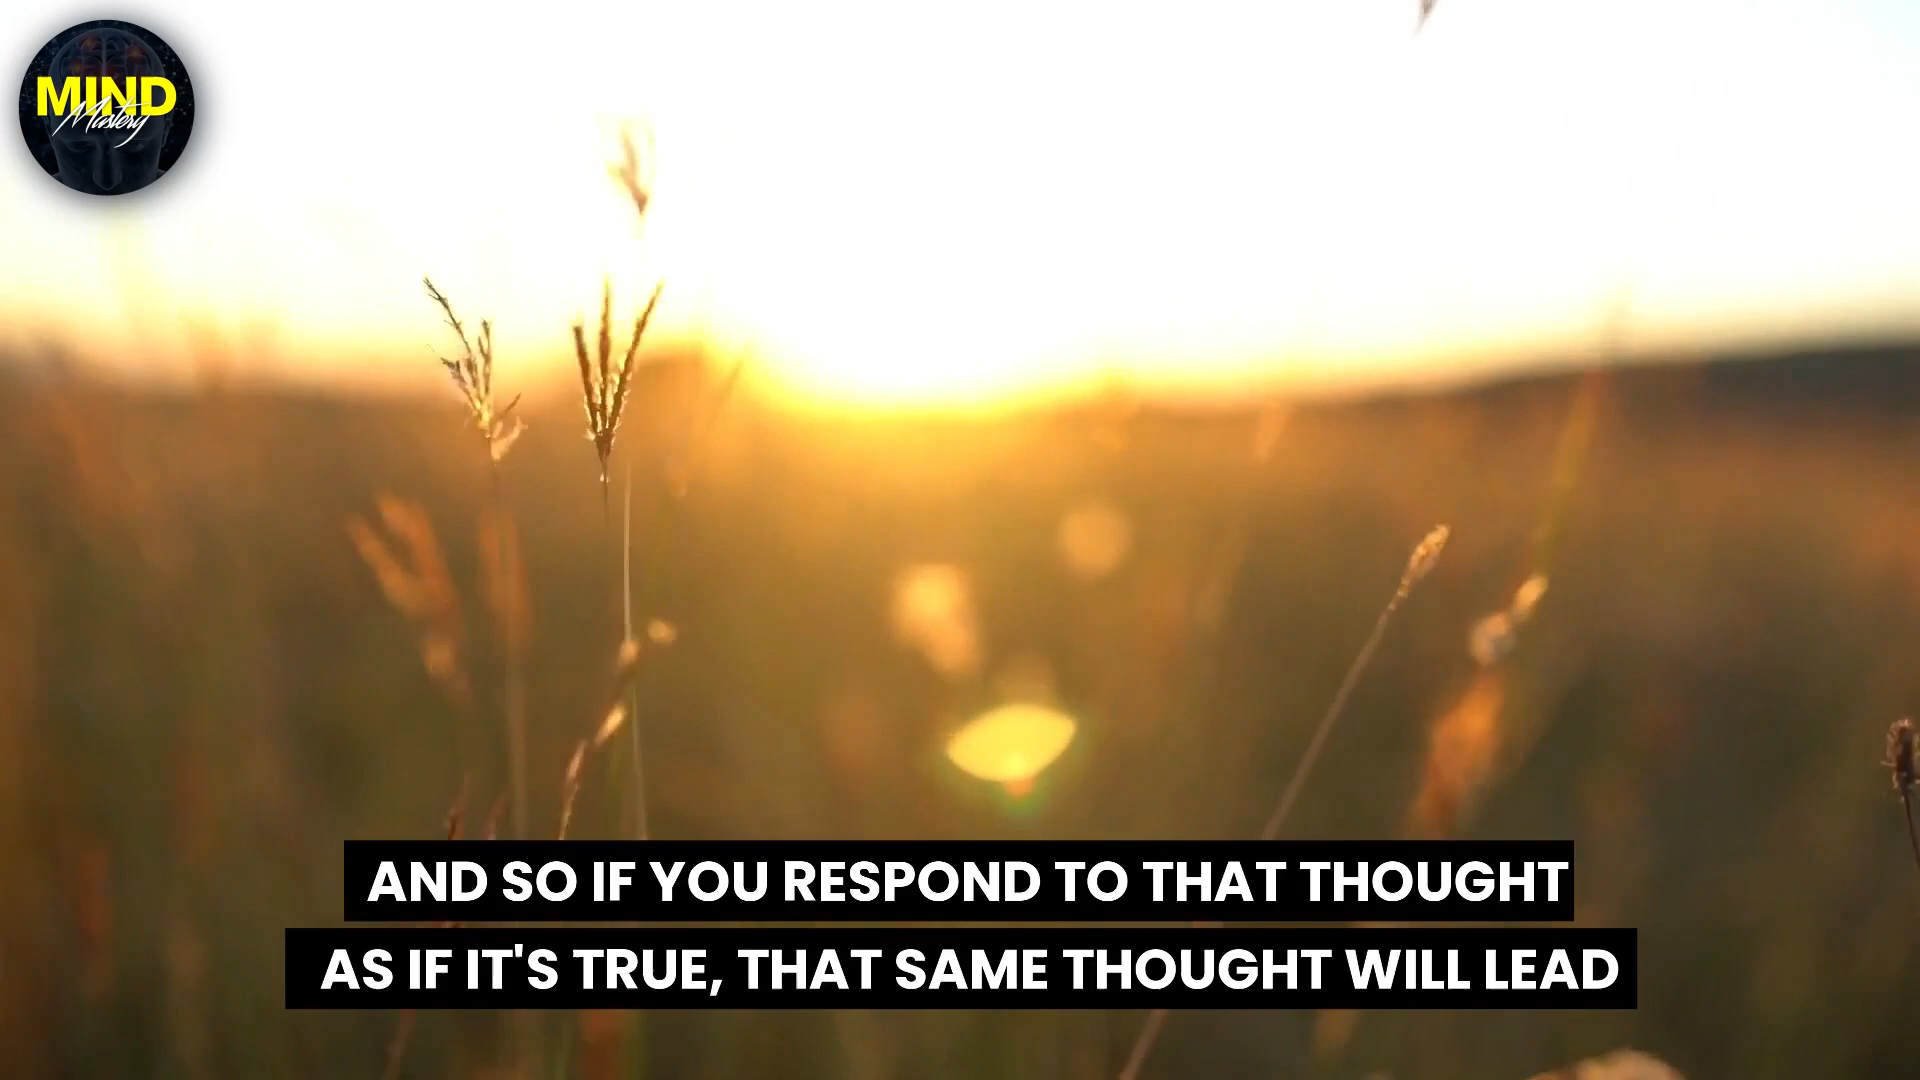 MIND
Mastery
AND SO IF YOU RESPOND TO THAT THOUGHT
AS IF IT'S TRUE, THAT SAME THOUGHT WILL LEAD